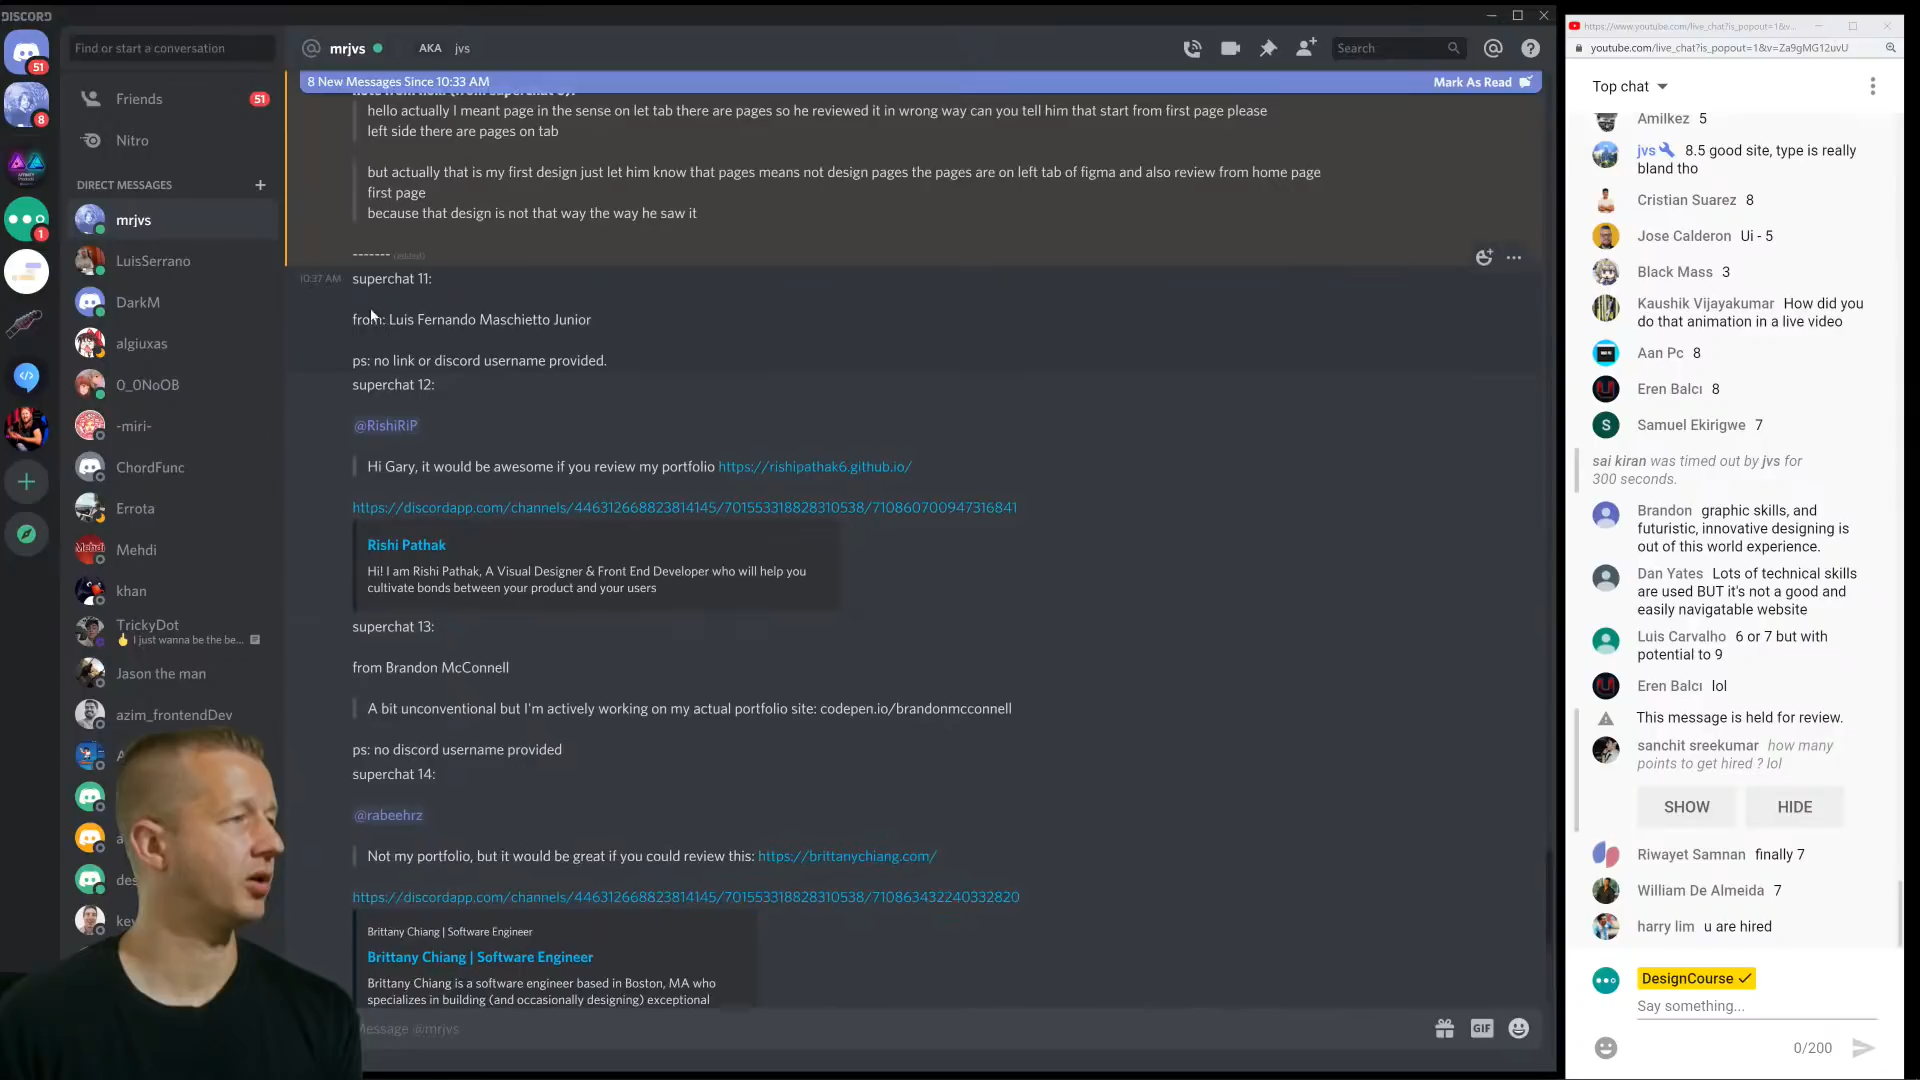 DISCORD
Find or start a conversation
51
8
1
Friends
51
Nitro
DIRECT MESSAGES
mrjvs
LuisSerrano
DarkM
algiuxas
0_0NoOB
-miri-
ChordFunc
Errota
Mehdi
khan
TrickyDot
I just wanna be the be...
Jason the man
azim_frontendDev
A
a
des
key
mrjvs
AKA jvs
Search
8 New Messages Since 10:33 AM
Mark As Read
hello actually I meant page in the sense on let tab there are pages so he reviewed it in wrong way can you tell him that start from first page please
left side there are pages on tab
but actually that is my first design just let him know that pages means not design pages the pages are on left tab of figma and also review from home page
first page
because that design is not that way the way he saw it
------- (edited)
10:37 AM
superchat 11:
from: Luis Fernando Maschietto Junior
ps: no link or discord username provided.
superchat 12:
@RishiRiP
Hi Gary, it would be awesome if you review my portfolio https://rishipathak6.github.io/
https://discordapp.com/channels/446312668823814145/701553318828310538/710860700947316841
Rishi Pathak
Hi! I am Rishi Pathak, A Visual Designer & Front End Developer who will help you
cultivate bonds between your product and your users
superchat 13:
from Brandon McConnell
A bit unconventional but I'm actively working on my actual portfolio site: codepen.io/brandonmcconnell
ps: no discord username provided
superchat 14:
@rabeehrz
Not my portfolio, but it would be great if you could review this: https://brittanychiang.com/
https://discordapp.com/channels/446312668823814145/701553318828310538/710863432240332820
Brittany Chiang | Software Engineer
Brittany Chiang | Software Engineer
Brittany Chiang is a software engineer based in Boston, MA who
specializes in building (and occasionally designing) exceptional
Message @mrjvs
GIF
https://www.youtube.com/live_chat?is_popout=1&v...
youtube.com/live_chat?is_popout=1&v=Za9gMG12uvU
Top chat
Amilkez 5
jvs 8.5 good site, type is really
bland tho
Cristian Suarez 8
Jose Calderon Ui - 5
Black Mass 3
Kaushik Vijayakumar How did you
do that animation in a live video
Aan Pc 8
Eren Balcı 8
S
Samuel Ekirigwe 7
sai kiran was timed out by jvs for
300 seconds.
Brandon graphic skills, and
futuristic, innovative designing is
out of this world experience.
Dan Yates Lots of technical skills
are used BUT it's not a good and
easily navigatable website
Luis Carvalho 6 or 7 but with
potential to 9
Eren Balcı lol
This message is held for review.
sanchit sreekumar how many
points to get hired ? lol
SHOW
HIDE
Riwayet Samnan finally 7
William De Almeida 7
harry lim u are hired
DesignCourse
Say something...
0/200